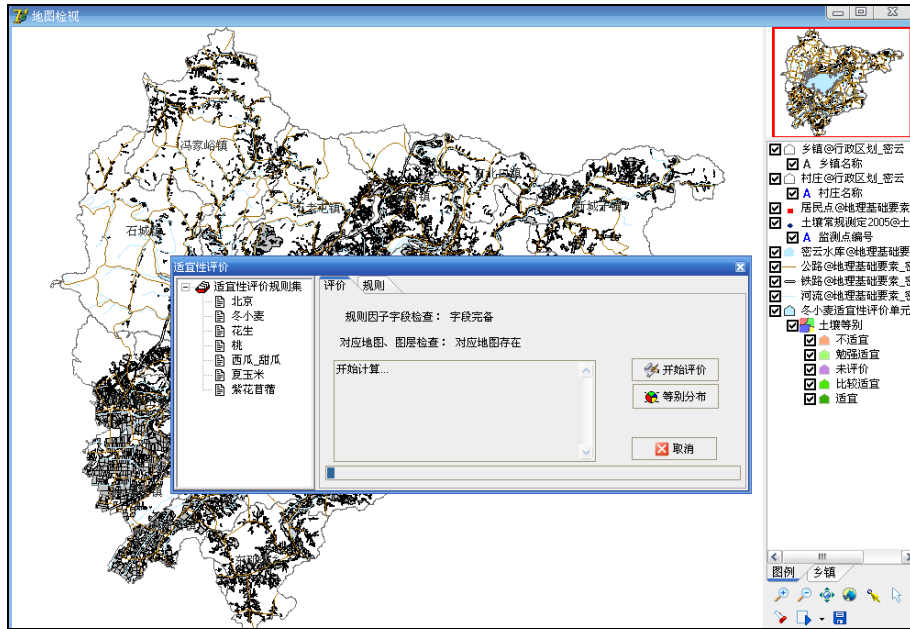 地图检视
冯家峪镇
石城镇
适宜性评价
适宜性评价规则集
北京
冬小麦
花生
桃
西瓜_甜瓜
夏玉米
紫花苜蓿
评价 规则
规则因子字段检查： 字段完备
对应地图、图层检查： 对应地图存在
开始计算...
开始评价
等别分布
取消
乡镇@行政区划_密云
A 乡镇名称
村庄@行政区划_密云
A 村庄名称
居民点@地理基础要素
土壤常规测定2005@土
A 监测点编号
密云水库@地理基础要
公路@地理基础要素_密
铁路@地理基础要素_密
河流@地理基础要素_密
冬小麦适宜性评价单元
土壤等别
不适宜
勉强适宜
未评价
比较适宜
适宜
图例 乡镇